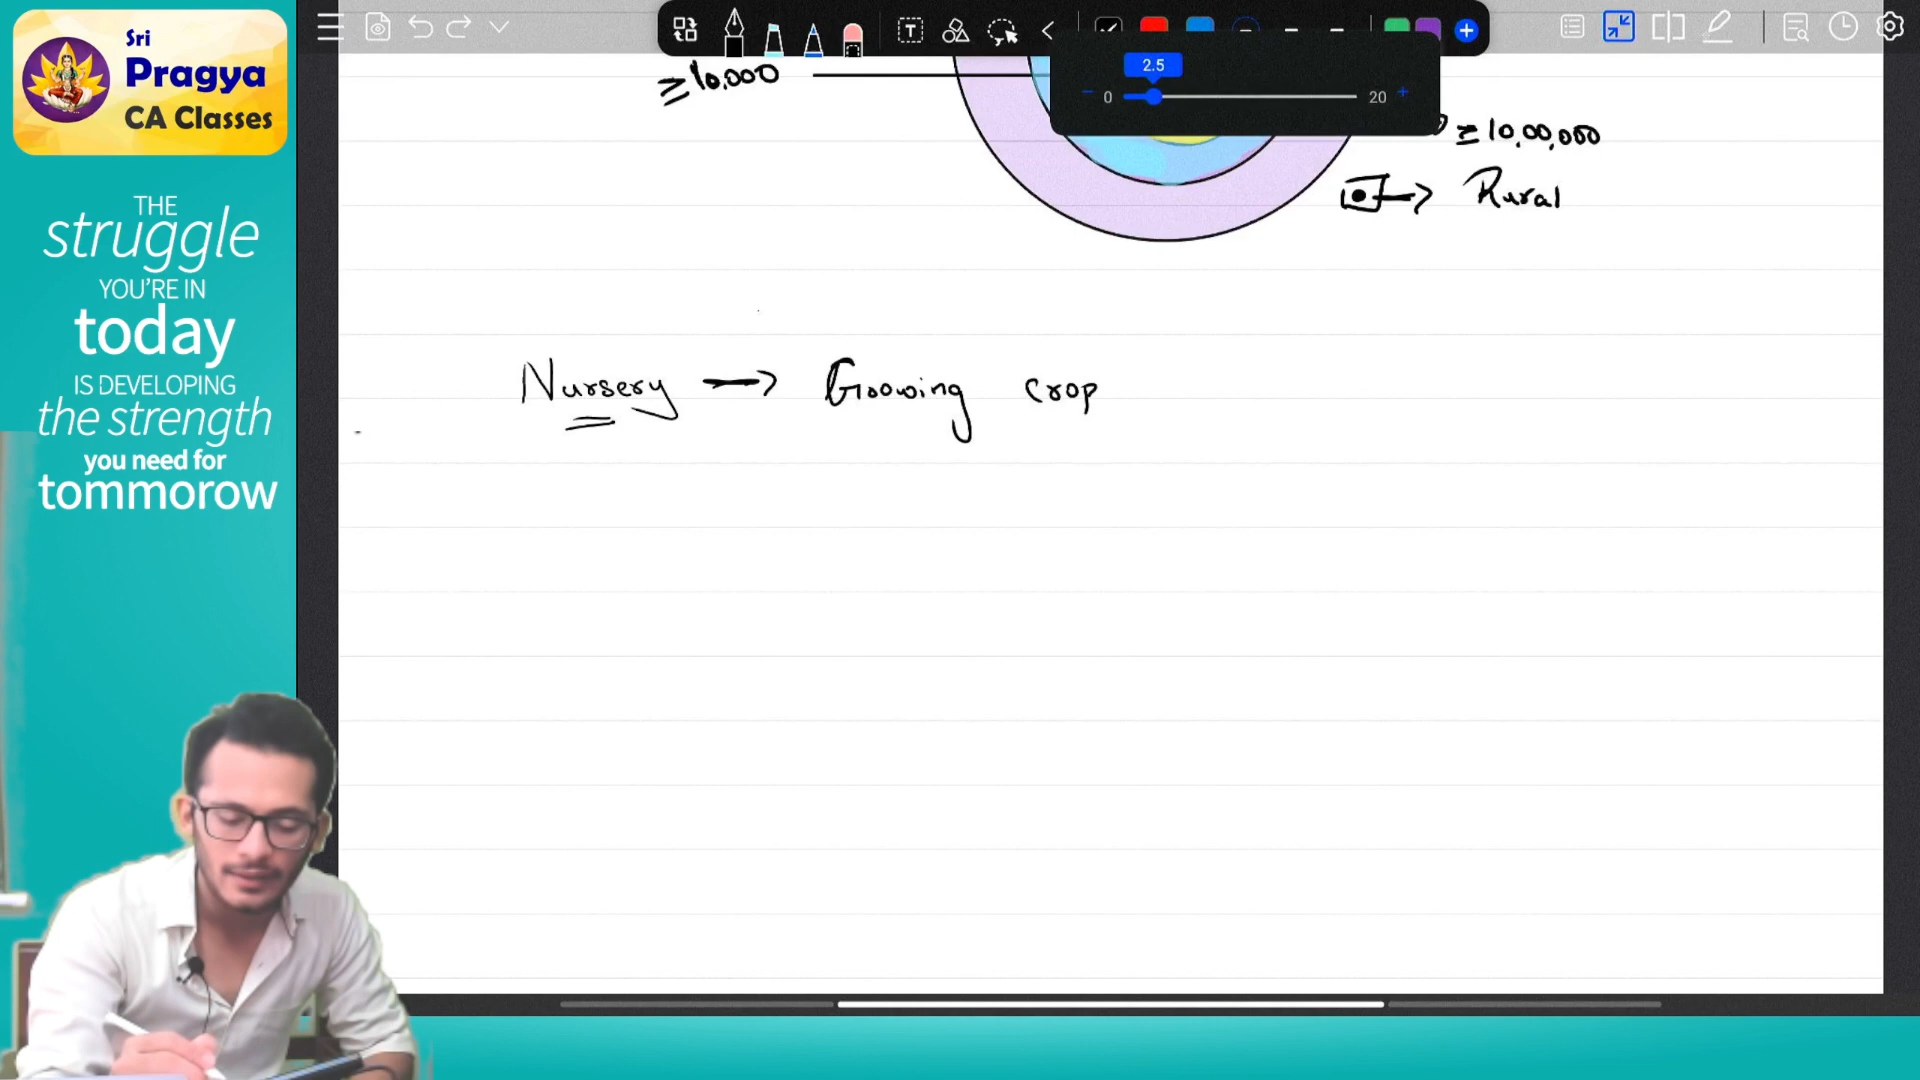 Sri
Pragya
CA Classes
THE
struggle
YOU'RE IN
today
IS DEVELOPING
the strength
you need for
tommorow
2.5
0
20
≥ 10,000
≥ 10,00,000
→ Rural
Nursery → Growing crop